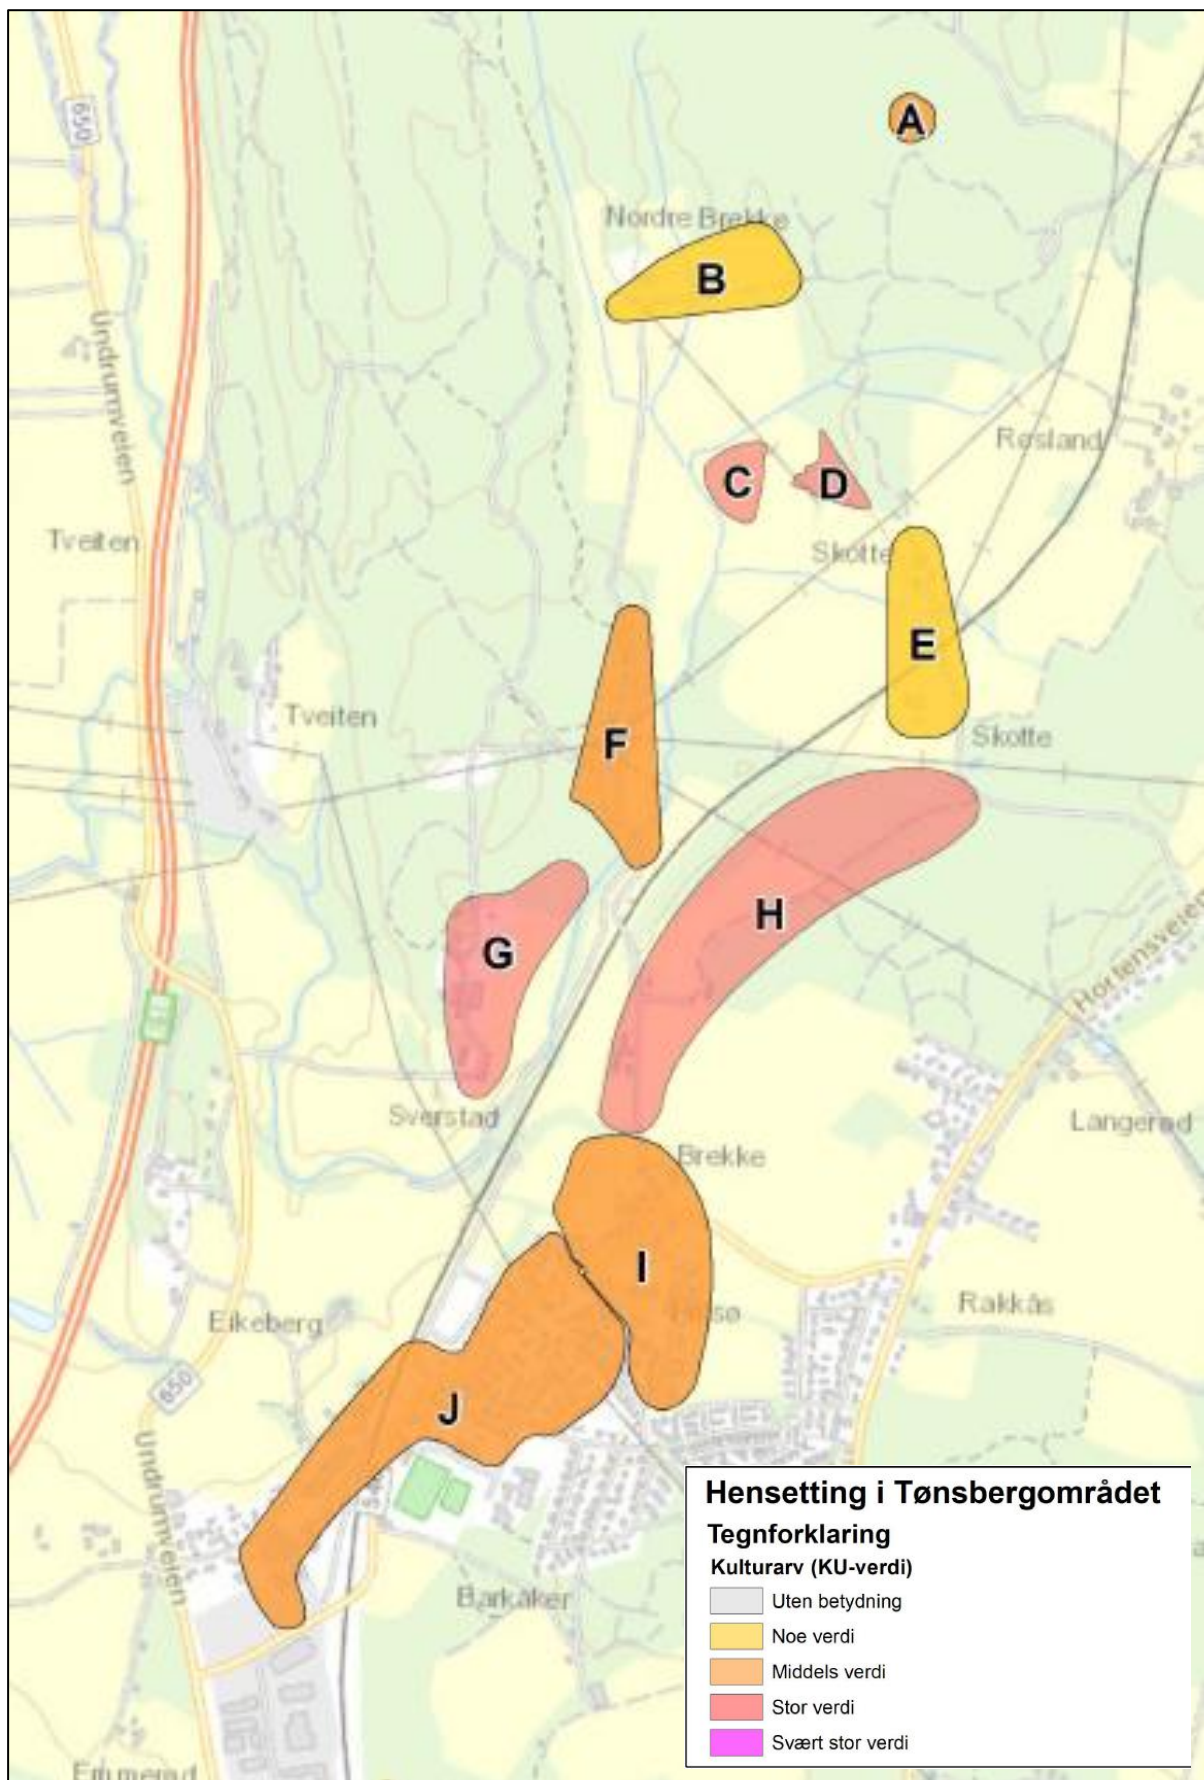 650
A
Nordre Brekke
B
Undrumveien
Røsland
C
D
Skotte
Tveiten
E
Tveiten
F
Skotte
H
G
Hortensveien
Sverstad
Langerød
Brekke
I
Rakkås
Eikeberg
650
J
Undrumveien
Barkåker
Hensetting i Tønsbergområdet
Tegnforklaring
Kulturarv (KU-verdi)
Uten betydning
Noe verdi
Middels verdi
Stor verdi
Svært stor verdi